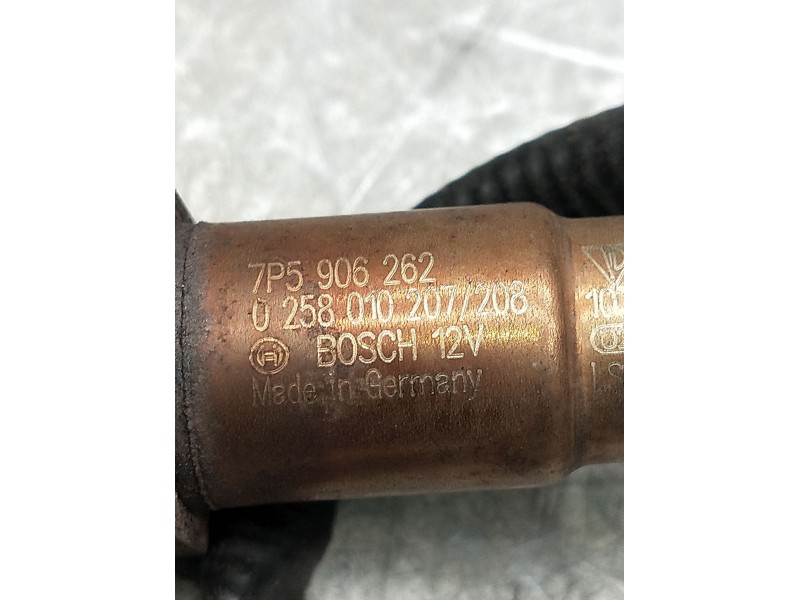 7P5 906 262
0 258 010 207/208
BOSCH 12V
Made in Germany